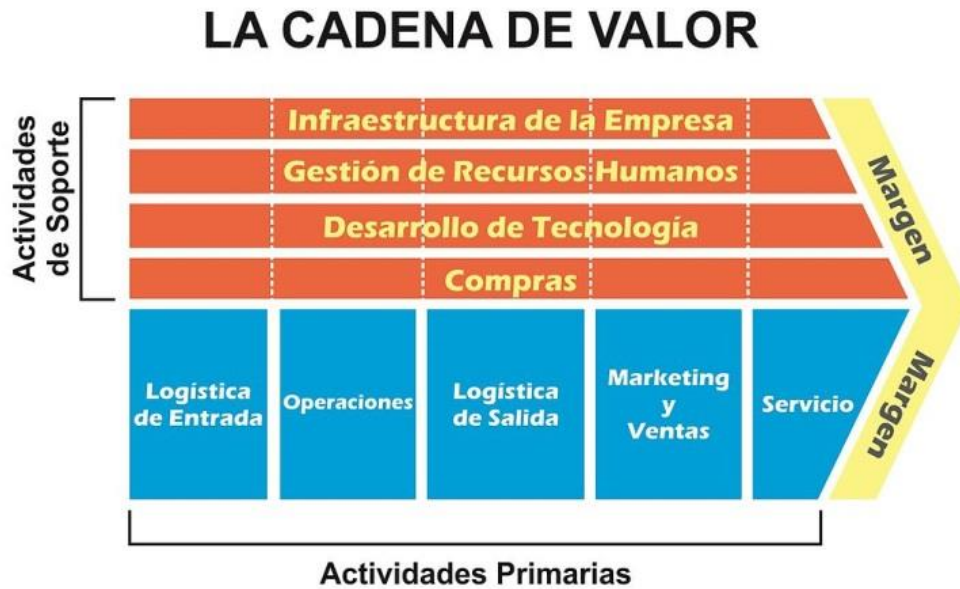 LA CADENA DE VALOR
Actividades
de Soporte
Infraestructura de la Empresa
Gestión de Recursos Humanos
Desarrollo de Tecnología
Compras
Margen
Margen
Logística
de Entrada
Operaciones
Logística
de Salida
Marketing
y
Ventas
Servicio
Actividades Primarias